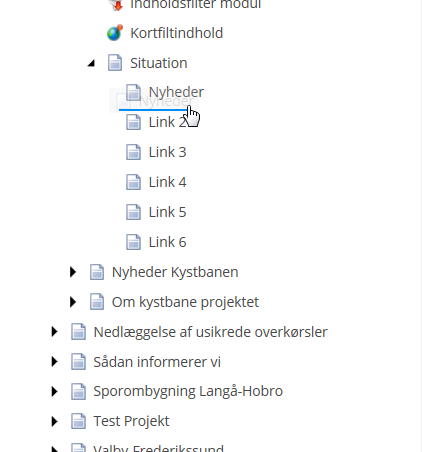 Indholdsfilter modul
Kortfiltindhold
Situation
Nyheder
Nyheder
Link 2
Link 3
Link 4
Link 5
Link 6
Nyheder Kystbanen
Om kystbane projektet
Nedlæggelse af usikrede overkørsler
Sådan informerer vi
Sporombygning Langå-Hobro
Test Projekt
Valby Frederikssund